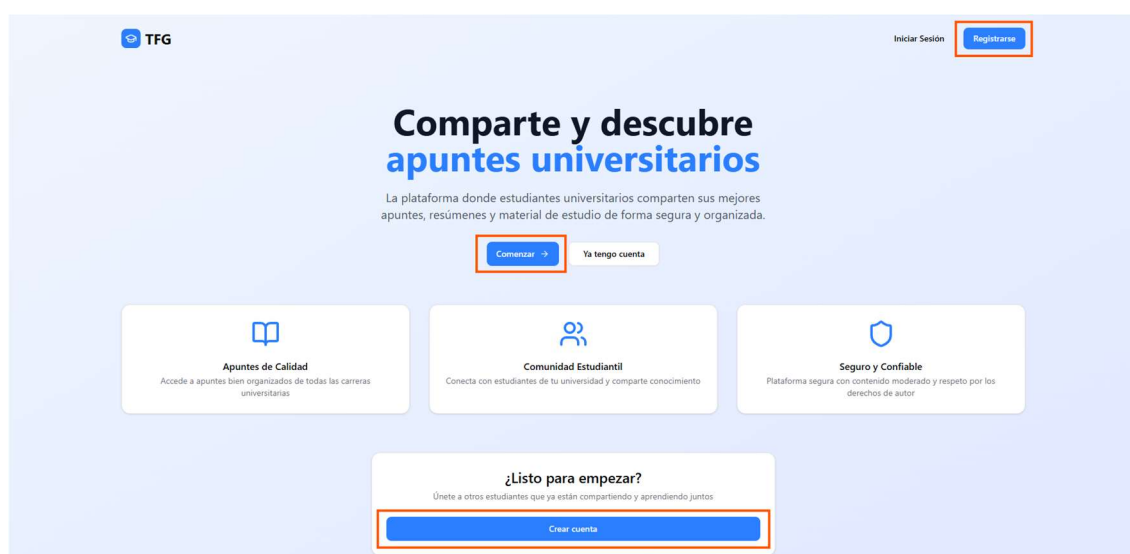 TFG
Iniciar Sesión
Registrarse
Comparte y descubre
apuntes universitarios
La plataforma donde estudiantes universitarios comparten sus mejores
apuntes, resúmenes y material de estudio de forma segura y organizada.
Comenzar →
Ya tengo cuenta
Apuntes de Calidad
Accede a apuntes bien organizados de todas las carreras
universitarias
Comunidad Estudiantil
Conecta con estudiantes de tu universidad y comparte conocimiento
Seguro y Confiable
Plataforma segura con contenido moderado y respeto por los
derechos de autor
¿Listo para empezar?
Únete a otros estudiantes que ya están compartiendo y aprendiendo juntos
Crear cuenta